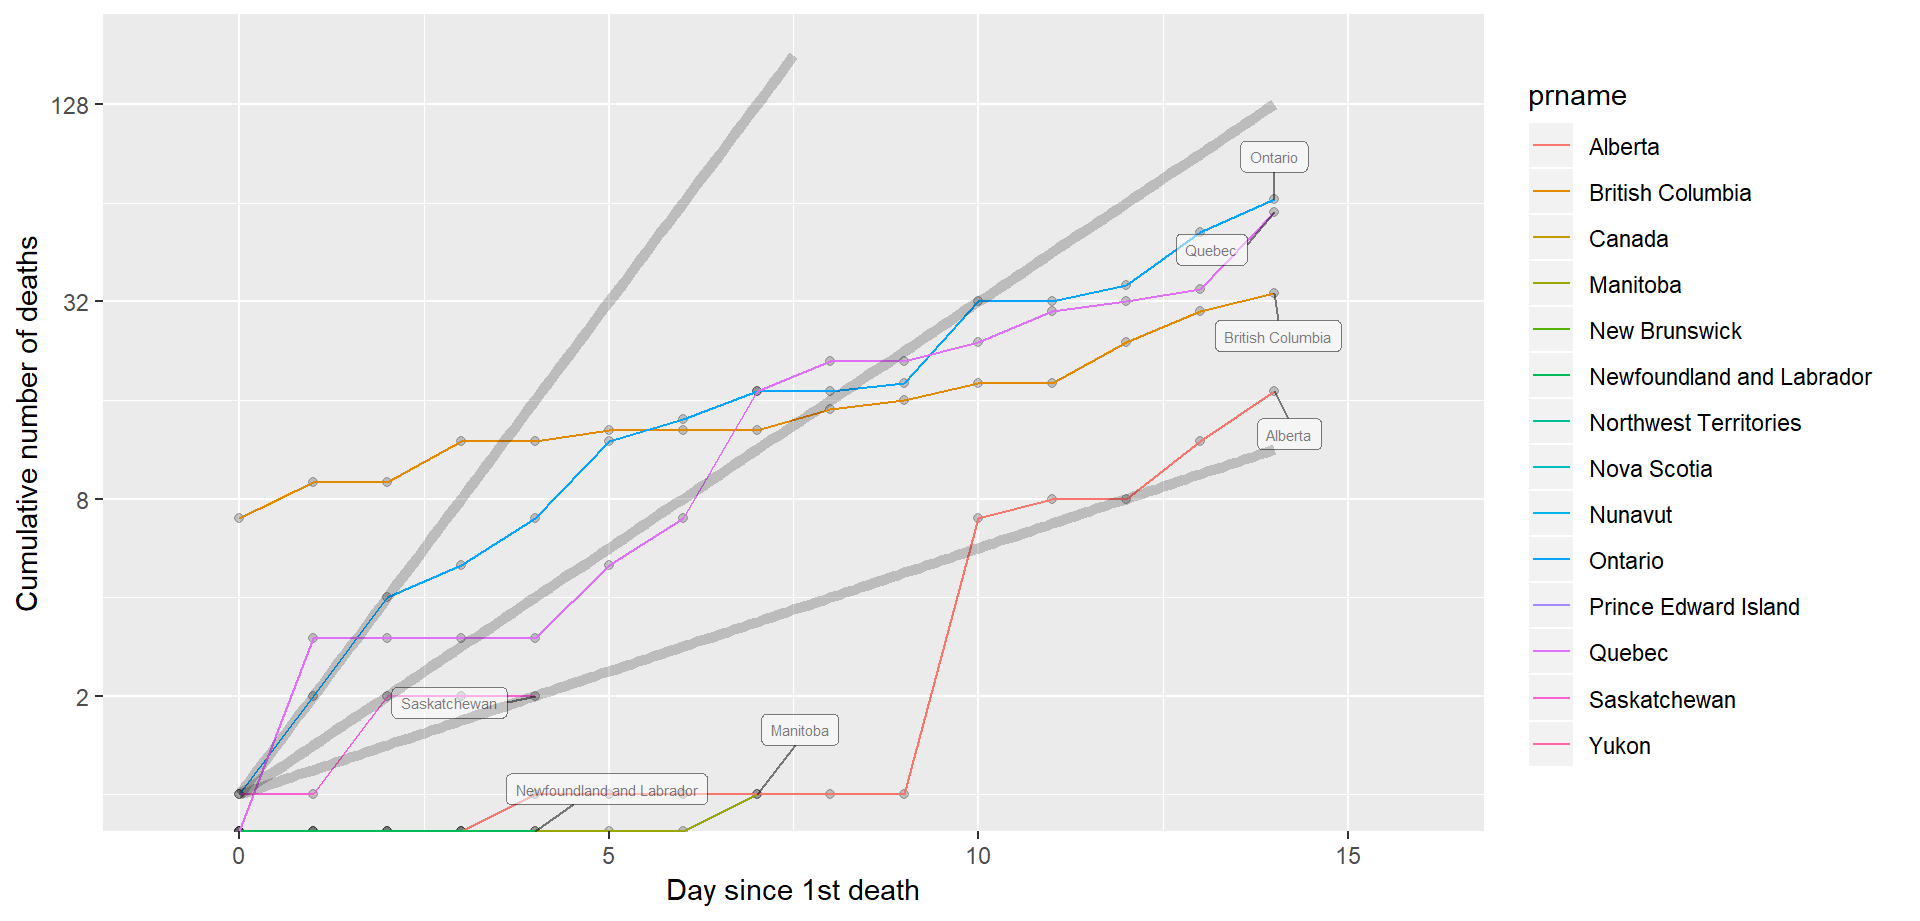 128
32
8
2
0
5
10
15
Cumulative number of deaths
Day since 1st death
Ontario
Quebec
British Columbia
Alberta
Saskatchewan
Manitoba
Newfoundland and Labrador
prname
Alberta
British Columbia
Canada
Manitoba
New Brunswick
Newfoundland and Labrador
Northwest Territories
Nova Scotia
Nunavut
Ontario
Prince Edward Island
Quebec
Saskatchewan
Yukon